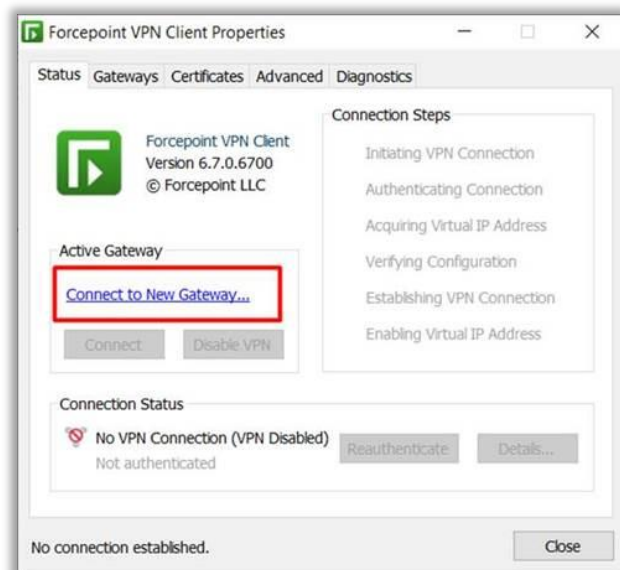 Forcepoint VPN Client Properties
Status Gateways Certificates Advanced Diagnostics
Forcepoint VPN Client
Version 6.7.0.6700
© Forcepoint LLC
Active Gateway
Connect to New Gateway...
Connect Disable VPN
Connection Steps
Initiating VPN Connection
Authenticating Connection
Acquiring Virtual IP Address
Verifying Configuration
Establishing VPN Connection
Enabling Virtual IP Address
Connection Status
No VPN Connection (VPN Disabled)
Not authenticated
Reauthenticate Details...
No connection established.
Close